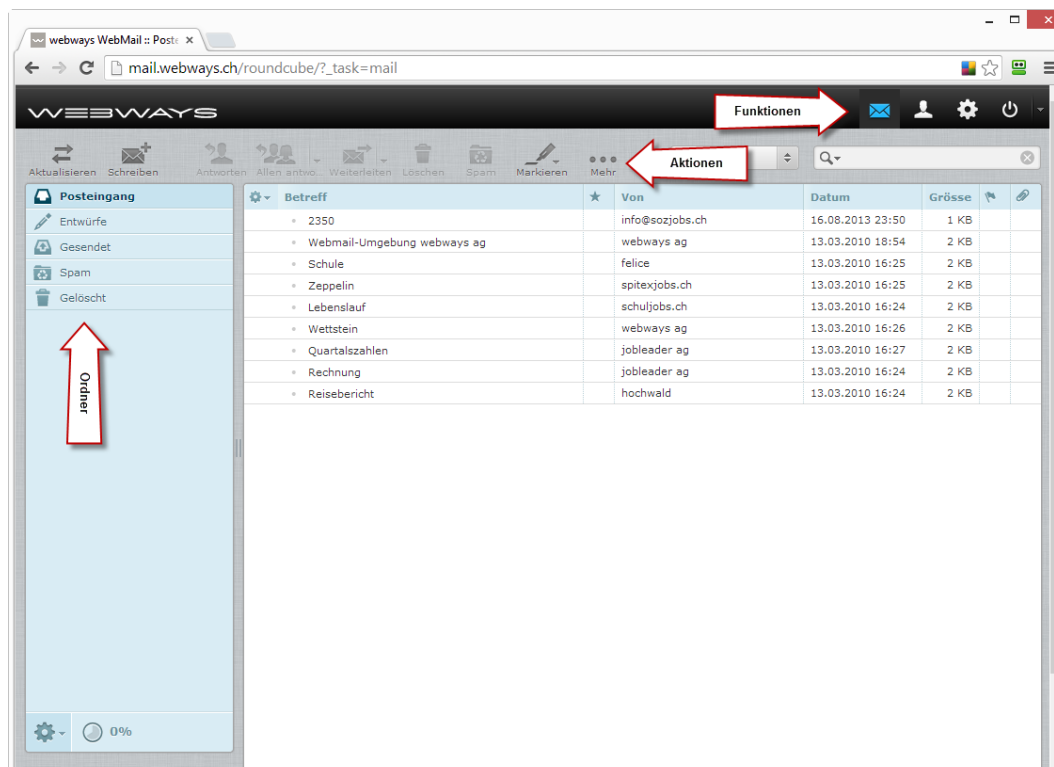 webways WebMail :: Poste
mail.webways.ch/roundcube/?_task=mail
WEBWAYS
Funktionen
Aktualisieren Schreiben Antworten Allen antwo... Weiterleiten Löschen Spam Markieren Mehr
Aktionen
Posteingang
Entwürfe
Gesendet
Spam
Gelöscht
Ordner
0%
Betreff Von Datum Grösse
2350 info@sozjobs.ch 16.08.2013 23:50 1 KB
Webmail-Umgebung webways ag webways ag 13.03.2010 18:54 2 KB
Schule felice 13.03.2010 16:25 2 KB
Zeppelin spitexjobs.ch 13.03.2010 16:25 2 KB
Lebenslauf schuljobs.ch 13.03.2010 16:24 2 KB
Wettstein webways ag 13.03.2010 16:26 2 KB
Quartalszahlen jobleader ag 13.03.2010 16:27 2 KB
Rechnung jobleader ag 13.03.2010 16:24 2 KB
Reisebericht hochwald 13.03.2010 16:24 2 KB